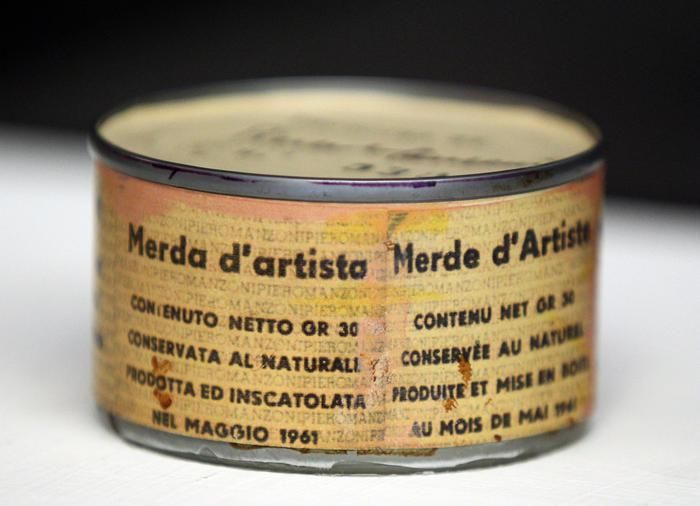 Merda d'artista
CONTENUTO NETTO GR 30
CONSERVATA AL NATURALE
PRODOTTA ED INSCATOLATA
NEL MAGGIO 1961
Merde d'Artiste
CONTENU NET GR 30
CONSERVÉE AU NATUREL
PRODUITE ET MISE EN BOITE
AU MOIS DE MAI 1961